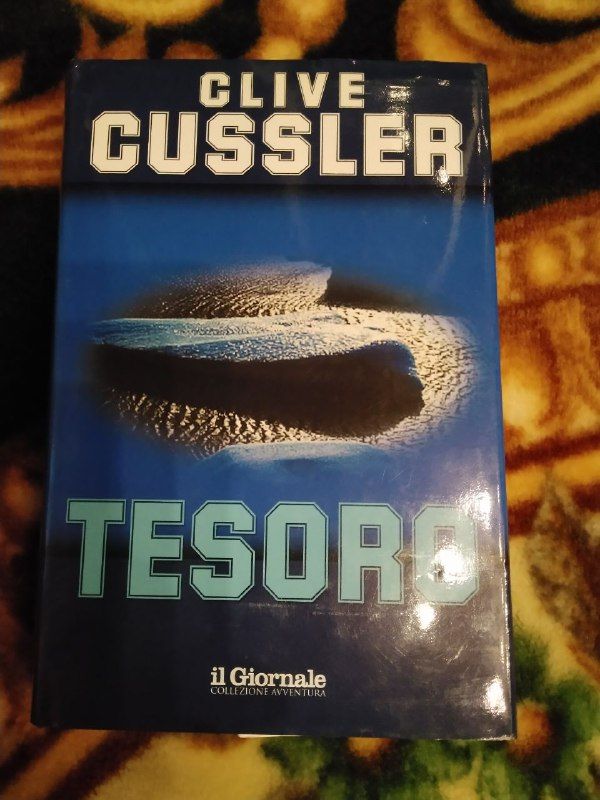 CLIVE
CUSSLER
TESORO
il Giornale
COLLEZIONE AVVENTURA